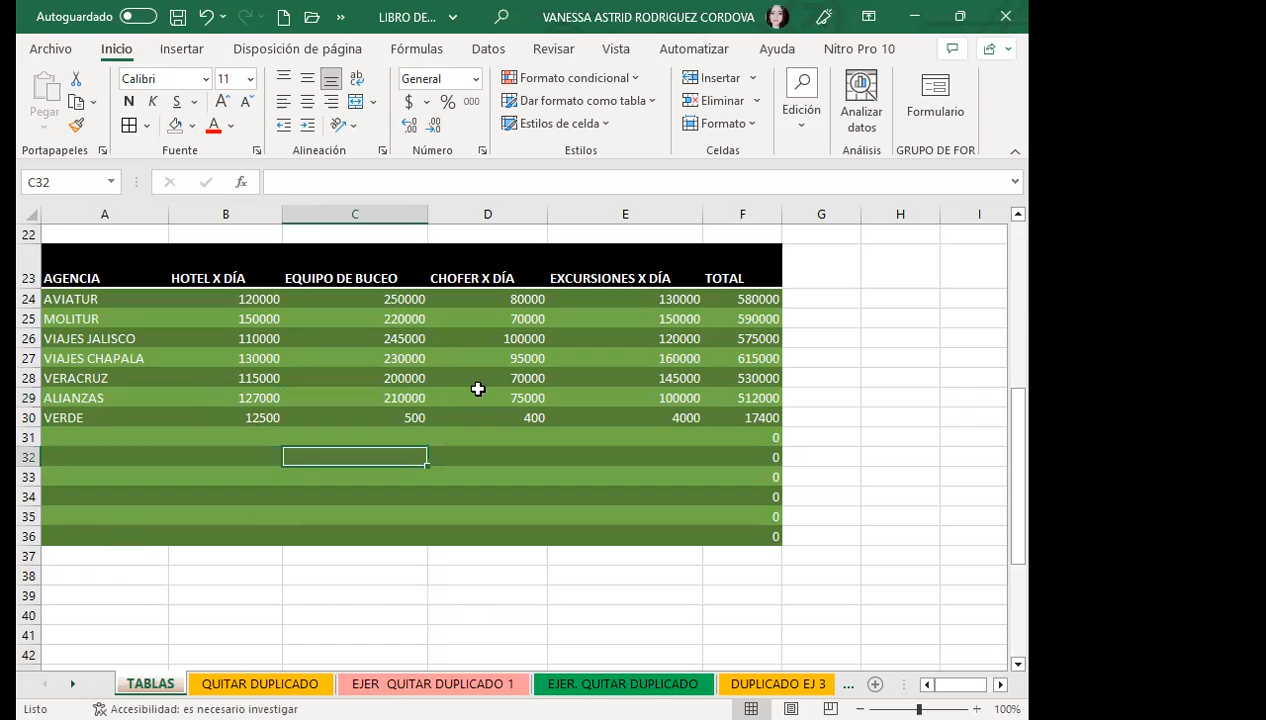 Autoguardado LIBRO DE... VANESSA ASTRID RODRIGUEZ CORDOVA
Archivo Inicio Insertar Disposición de página Fórmulas Datos Revisar Vista Automatizar Ayuda Nitro Pro 10
Pegar Calibri 11 General Formato condicional Insertar Edición Analizar datos Formulario
N K S $ % 000 Dar formato como tabla Eliminar
Estilos de celda Formato
Portapapeles Fuente Alineación Número Estilos Celdas Análisis GRUPO DE FOR
C32 fx
A B C D E F G H I
22
23 AGENCIA HOTEL X DÍA EQUIPO DE BUCEO CHOFER X DÍA EXCURSIONES X DÍA TOTAL
24 AVIATUR 120000 250000 80000 130000 580000
25 MOLITUR 150000 220000 70000 150000 590000
26 VIAJES JALISCO 110000 245000 100000 120000 575000
27 VIAJES CHAPALA 130000 230000 95000 160000 615000
28 VERACRUZ 115000 200000 70000 145000 530000
29 ALIANZAS 127000 210000 75000 100000 512000
30 VERDE 12500 500 400 4000 17400
31 0
32 0
33 0
34 0
35 0
36 0
37
38
39
40
41
42
TABLAS QUITAR DUPLICADO EJER QUITAR DUPLICADO 1 EJER. QUITAR DUPLICADO DUPLICADO EJ 3 ...
Listo Accesibilidad: es necesario investigar 100%